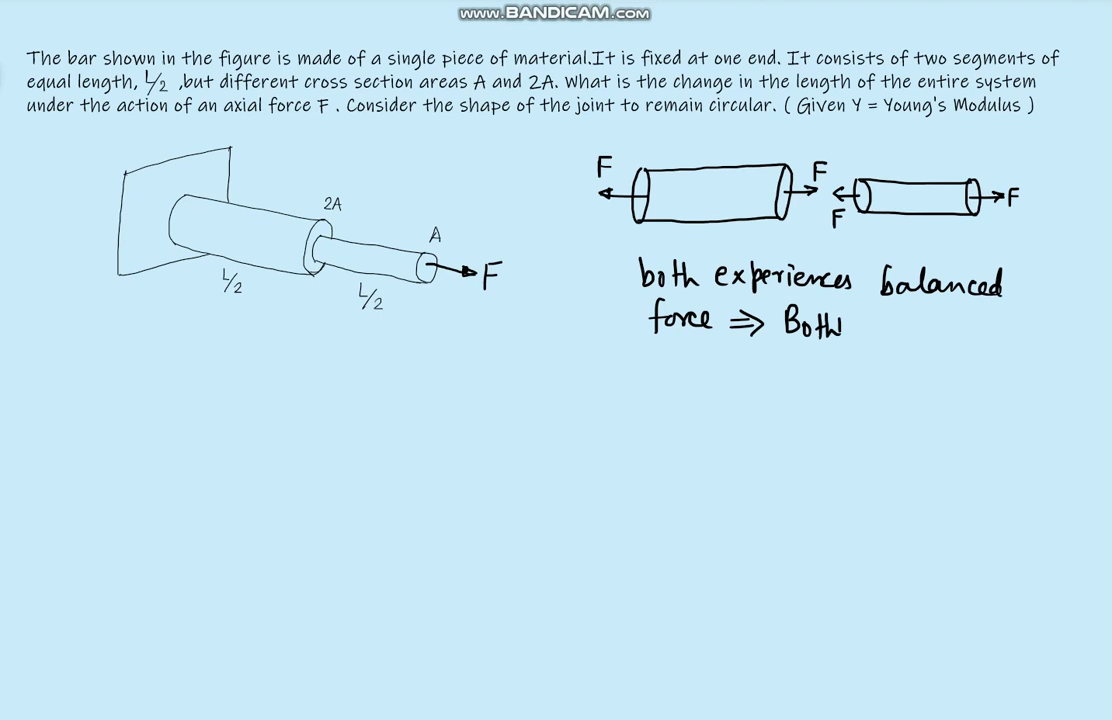 www.BANDICAM.com
The bar shown in the figure is made of a single piece of material.It is fixed at one end. It consists of two segments of
equal length, L/2 ,but different cross section areas A and 2A. What is the change in the length of the entire system
under the action of an axial force F . Consider the shape of the joint to remain circular. ( Given Y = Young's Modulus )
F
F
F
F
2A
A
F
L/2
L/2
both experiences balanced
force ⇒ Both